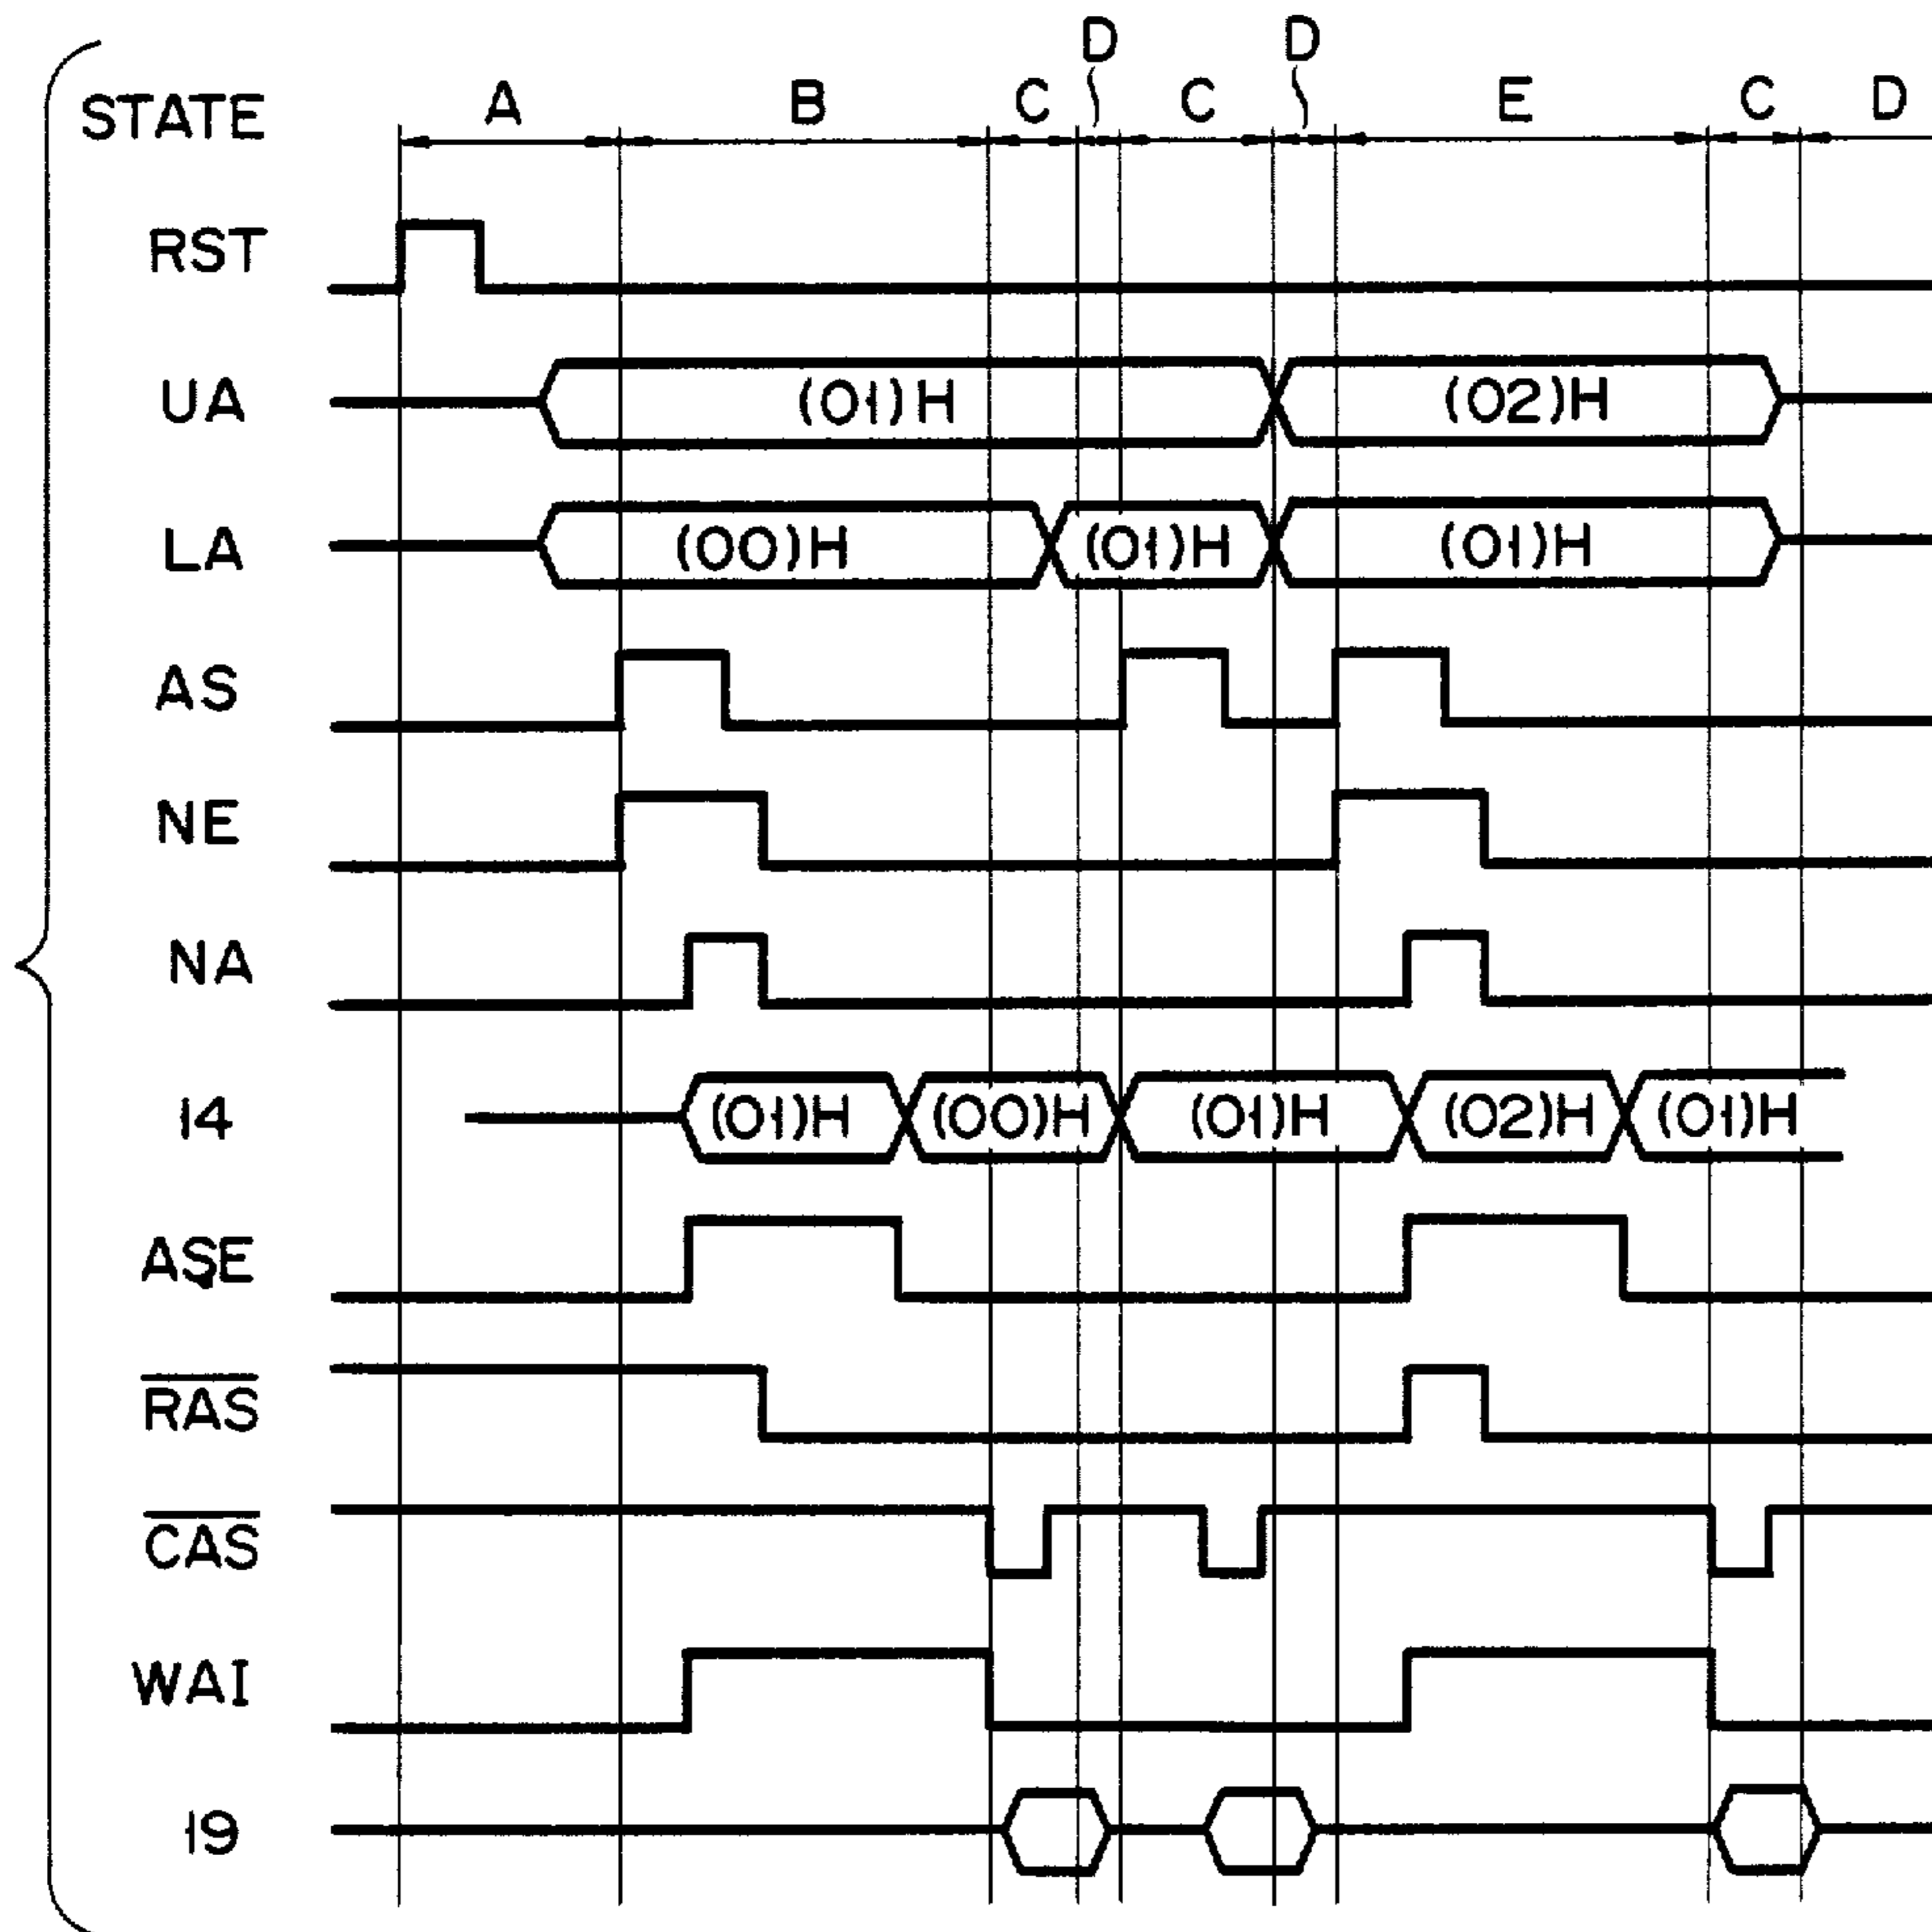 D D
STATE A B C C E C D
RST
UA (01)H (02)H
LA (00)H (01)H (01)H
AS
NE
NA
14 (01)H (00)H (01)H (02)H (01)H
ASE
RAS
CAS
WAI
19